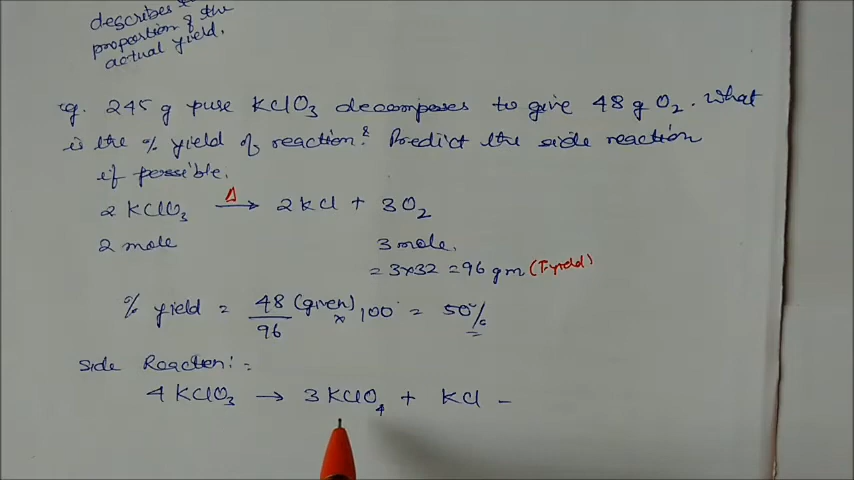 describes t
proportion of the
actual yield.
eg. 245 g pure KClO₃ decomposes to give 48 g O₂. What
is the % yield of reaction? Predict the side reaction
if possible.
2 KClO₃ Δ→ 2 KCl + 3O₂
2 mole 3 mole.
= 3×32 = 96 gm (T.yield)
% yield = 48 (given)/96 × 100 = 50%
Side Reaction:-
4 KClO₃ → 3 KClO₄ + KCl –